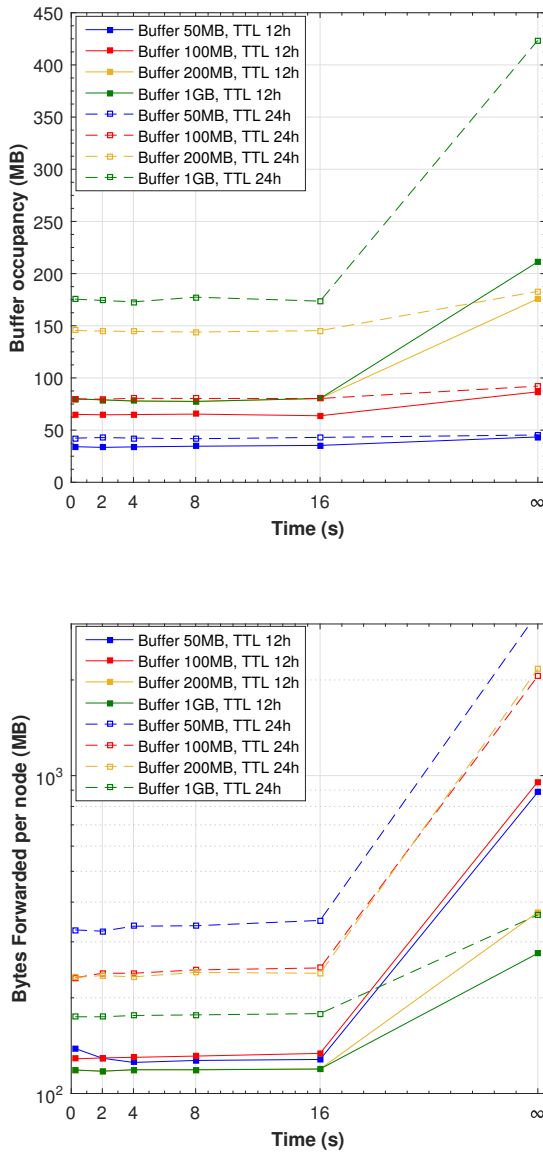 450
400
350
300
250
200
150
100
50
0
Buffer occupancy (MB)
Buffer 50MB, TTL 12h
Buffer 100MB, TTL 12h
Buffer 200MB, TTL 12h
Buffer 1GB, TTL 12h
Buffer 50MB, TTL 24h
Buffer 100MB, TTL 24h
Buffer 200MB, TTL 24h
Buffer 1GB, TTL 24h
0 2 4 8 16 ∞
Time (s)
10³
10²
Bytes Forwarded per node (MB)
Buffer 50MB, TTL 12h
Buffer 100MB, TTL 12h
Buffer 200MB, TTL 12h
Buffer 1GB, TTL 12h
Buffer 50MB, TTL 24h
Buffer 100MB, TTL 24h
Buffer 200MB, TTL 24h
Buffer 1GB, TTL 24h
0 2 4 8 16 ∞
Time (s)